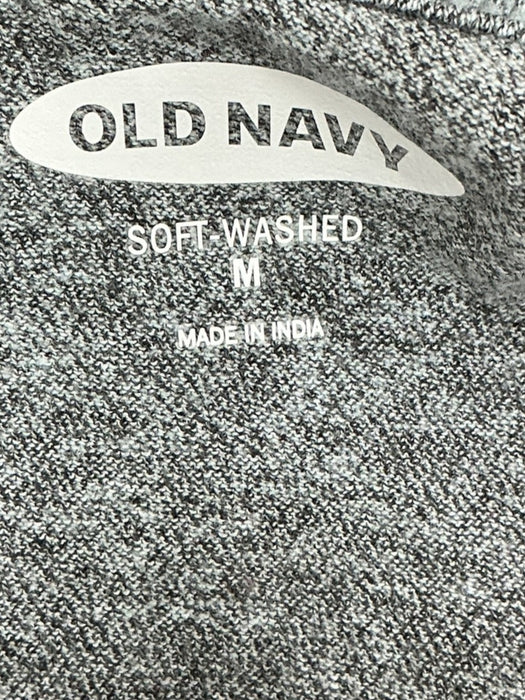 OLD NAVY
SOFT-WASHED
M
MADE IN INDIA